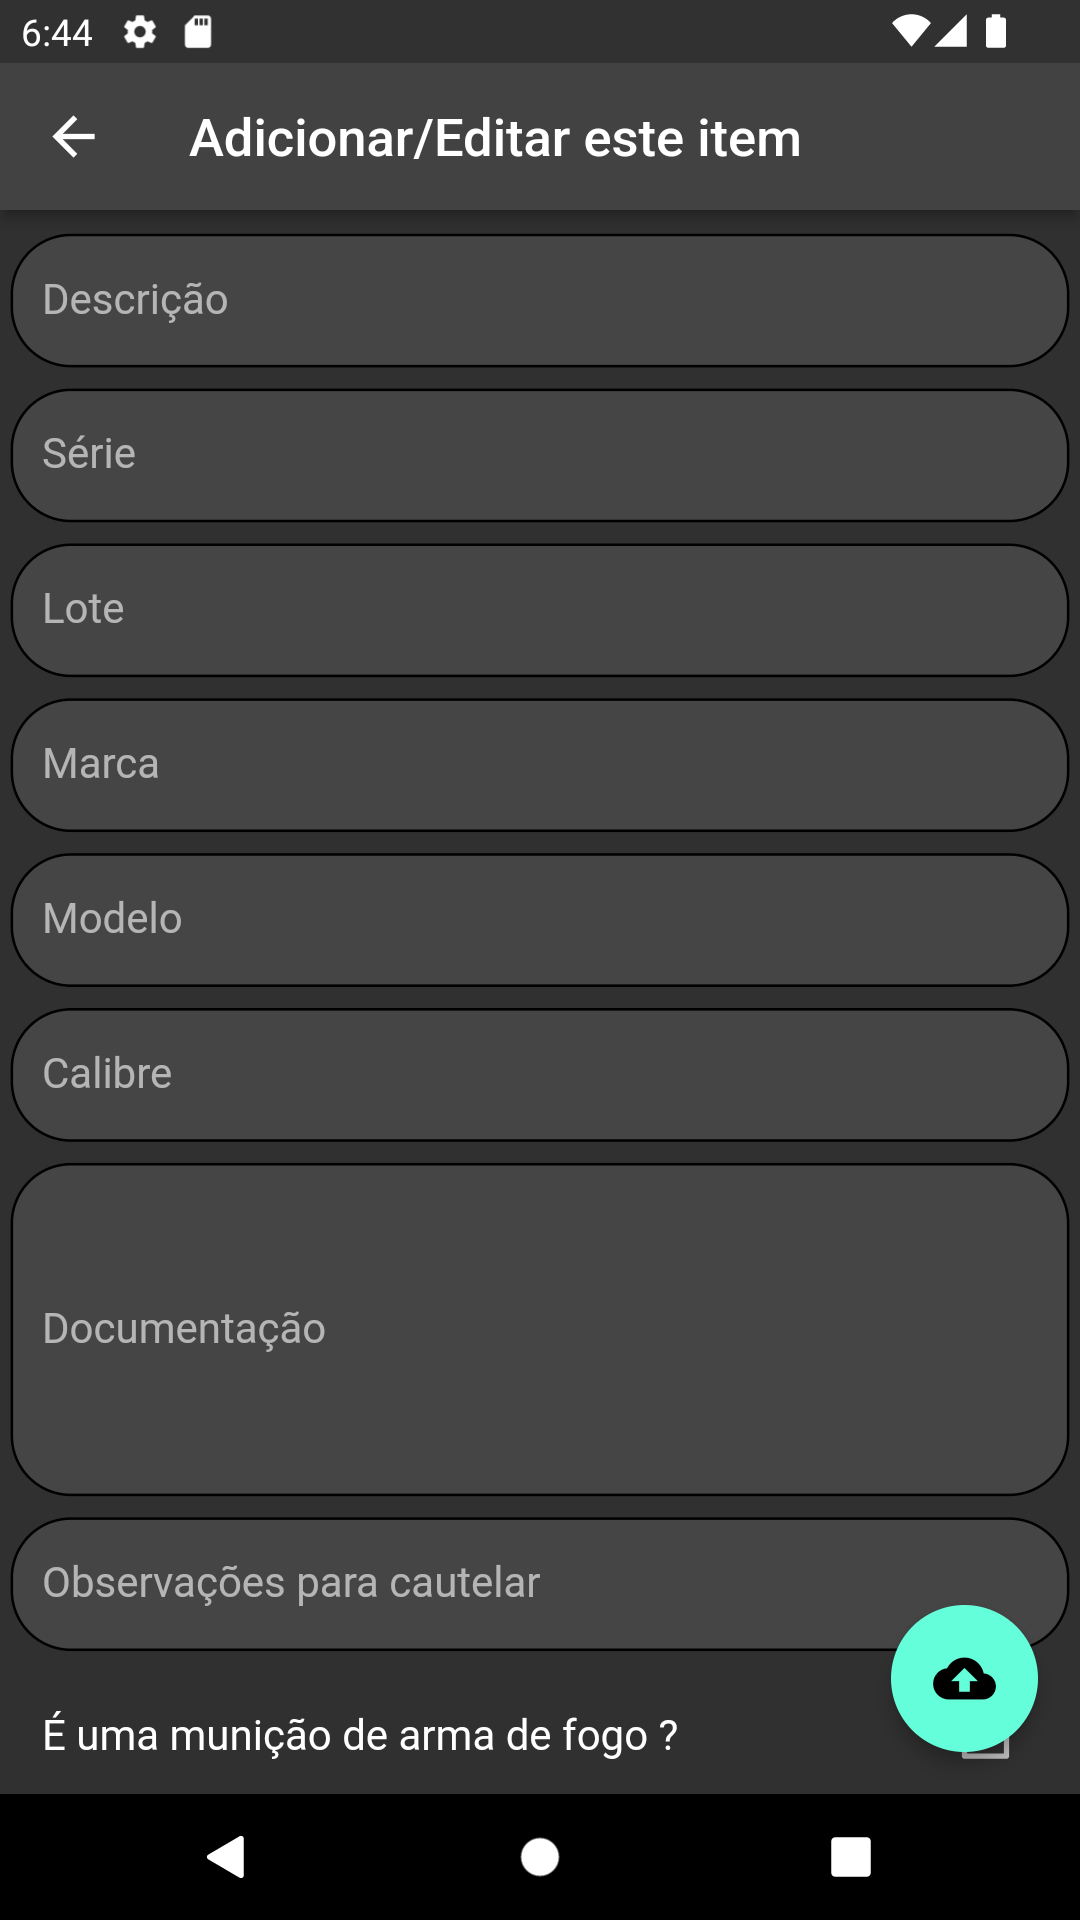 6:44
Adicionar/Editar este item
Descrição
Série
Lote
Marca
Modelo
Calibre
Documentação
Observações para cautelar
É uma munição de arma de fogo ?